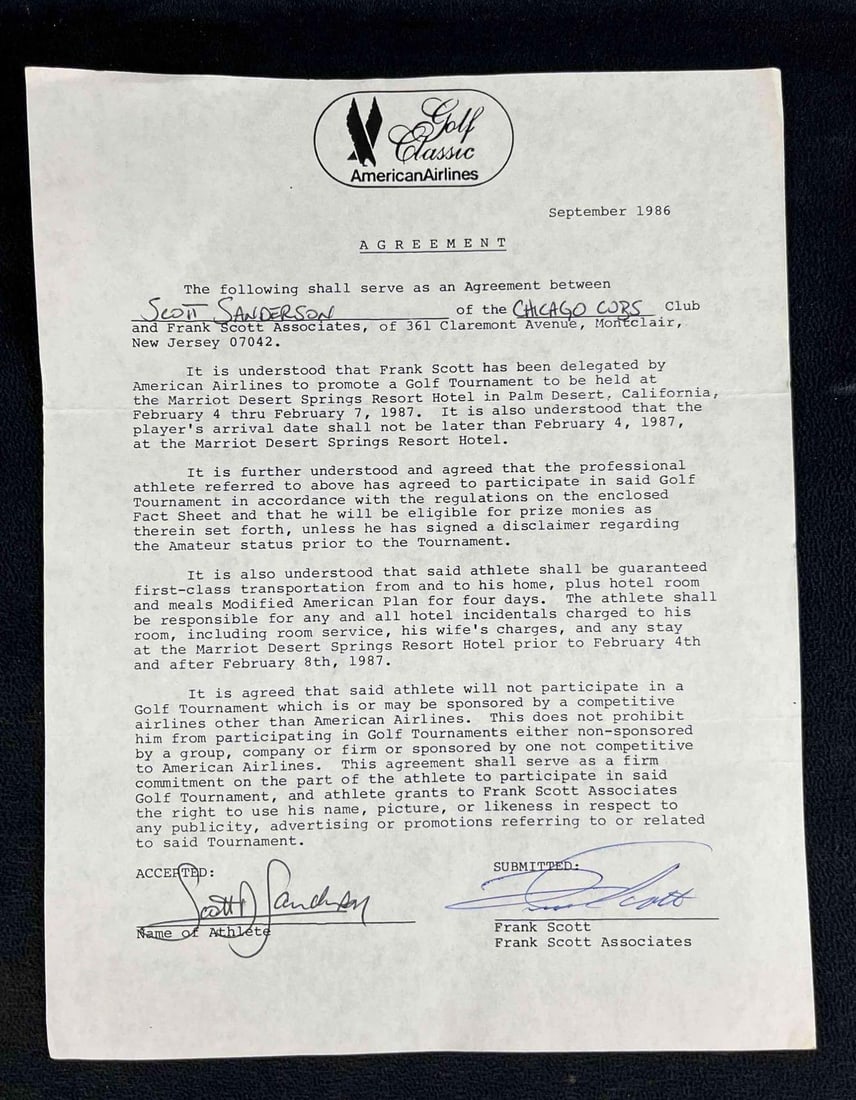 Golf
Classic
AmericanAirlines
September 1986
A G R E E M E N T
The following shall serve as an Agreement between
SCOTT SANDERSON of the CHICAGO CUBS Club
and Frank Scott Associates, of 361 Claremont Avenue, Montclair,
New Jersey 07042.
It is understood that Frank Scott has been delegated by
American Airlines to promote a Golf Tournament to be held at
the Marriot Desert Springs Resort Hotel in Palm Desert, California,
February 4 thru February 7, 1987. It is also understood that the
player's arrival date shall not be later than February 4, 1987,
at the Marriot Desert Springs Resort Hotel.
It is further understood and agreed that the professional
athlete referred to above has agreed to participate in said Golf
Tournament in accordance with the regulations on the enclosed
Fact Sheet and that he will be eligible for prize monies as
therein set forth, unless he has signed a disclaimer regarding
the Amateur status prior to the Tournament.
It is also understood that said athlete shall be guaranteed
first-class transportation from and to his home, plus hotel room
and meals Modified American Plan for four days. The athlete shall
be responsible for any and all hotel incidentals charged to his
room, including room service, his wife's charges, and any stay
at the Marriot Desert Springs Resort Hotel prior to February 4th
and after February 8th, 1987.
It is agreed that said athlete will not participate in a
Golf Tournament which is or may be sponsored by a competitive
airlines other than American Airlines. This does not prohibit
him from participating in Golf Tournaments either non-sponsored
by a group, company or firm or sponsored by one not competitive
to American Airlines. This agreement shall serve as a firm
commitment on the part of the athlete to participate in said
Golf Tournament, and athlete grants to Frank Scott Associates
the right to use his name, picture, or likeness in respect to
any publicity, advertising or promotions referring to or related
to said Tournament.
ACCEPTED: SUBMITTED:
Scott D Sanderson Frank Scott
Name of Athlete Frank Scott
Frank Scott Associates